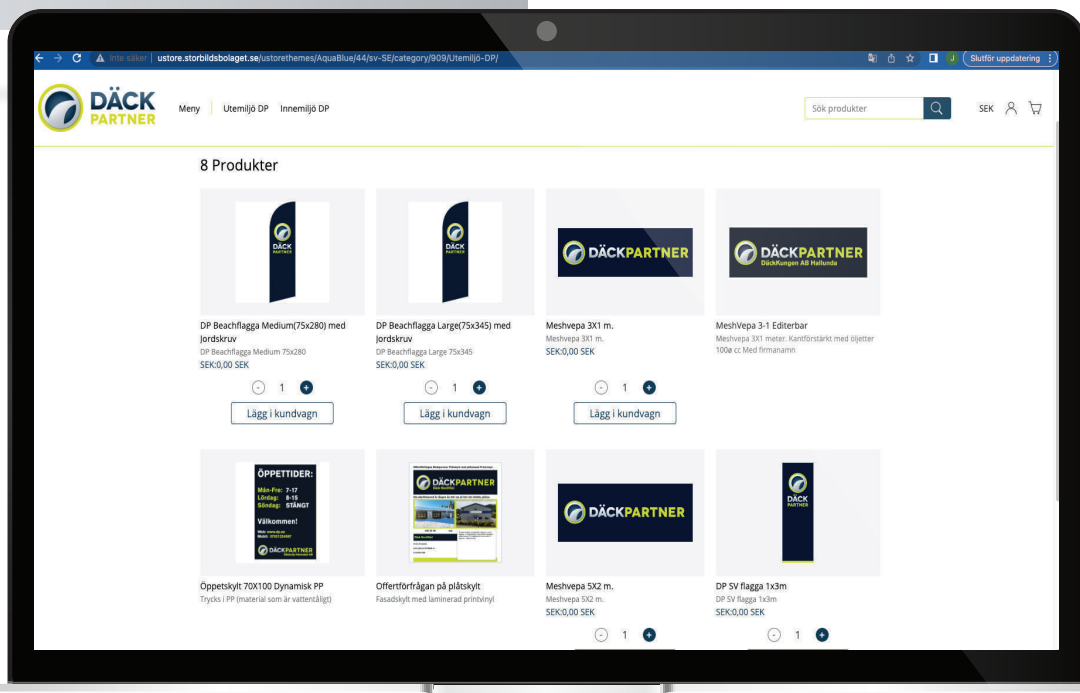 Inte säker | ustore.storbildsbolaget.se/ustorethemes/AquaBlue/44/sv-SE/category/909/Utemiljö-DP/
J
Slutför uppdatering
DÄCK
PARTNER
Meny
Utemiljö DP
Innemiljö DP
Sök produkter
SEK
8 Produkter
DÄCK
PARTNER
DÄCK
PARTNER
DÄCKPARTNER
DÄCKPARTNER
DäckKungen AB Hallunda
DP Beachflagga Medium(75x280) med
Jordskruv
DP Beachflagga Medium 75x280
SEK:0,00 SEK
- 1 +
Lägg i kundvagn
DP Beachflagga Large(75x345) med
Jordskruv
DP Beachflagga Large 75x345
SEK:0,00 SEK
- 1 +
Lägg i kundvagn
Meshvepa 3X1 m.
Meshvepa 3X1 m.
SEK:0,00 SEK
- 1 +
Lägg i kundvagn
MeshVepa 3-1 Editerbar
Meshvepa 3X1 meter. Kantförstärkt med öljetter
100ø cc Med firmanamn
ÖPPETTIDER:
Mån-Fre: 7-17
Lördag: 8-15
Söndag: STÄNGT
Välkommen!
DÄCKPARTNER
DÄCKPARTNER
DÄCKPARTNER
DÄCK
PARTNER
Öppetskylt 70X100 Dynamisk PP
Trycks i PP (material som är vattentåligt)
Offertförfrågan på plåtskylt
Fasadskylt med laminerad printvinyl
Meshvepa 5X2 m.
Meshvepa 5X2 m.
SEK:0,00 SEK
- 1 +
DP SV flagga 1x3m
DP SV flagga 1x3m
SEK:0,00 SEK
- 1 +